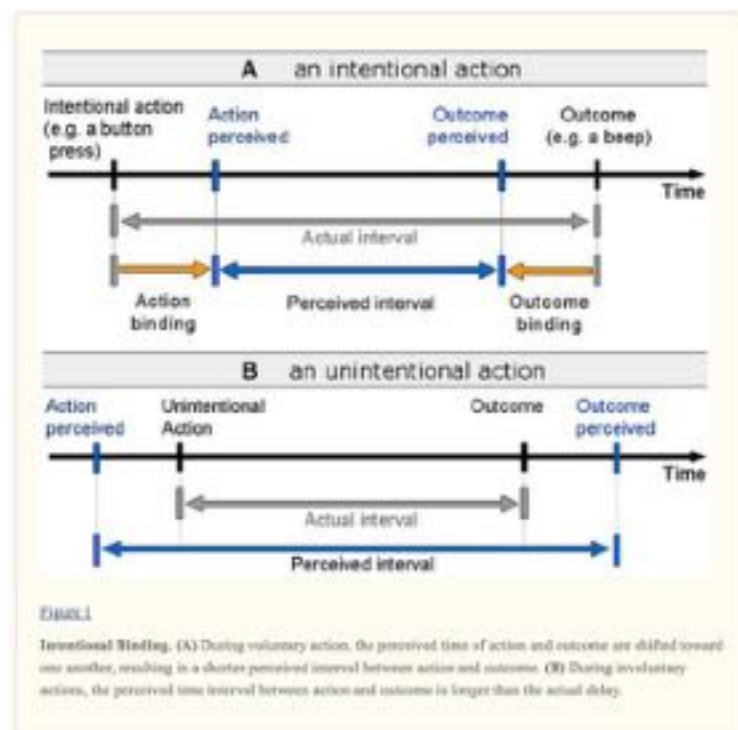 A an intentional action
Intentional action
(e.g. a button
press)
Action
perceived
Outcome
perceived
Outcome
(e.g. a beep)
Time
Actual interval
Action
binding
Perceived interval
Outcome
binding
B an unintentional action
Action
perceived
Unintentional
Action
Outcome
Outcome
perceived
Time
Actual interval
Perceived interval
Figure 1
Intentional Binding. (A) During voluntary action, the perceived time of action and outcome are shifted toward
one another, resulting in a shorter perceived interval between action and outcome. (B) During involuntary
actions, the perceived time interval between action and outcome is longer than the actual delay.